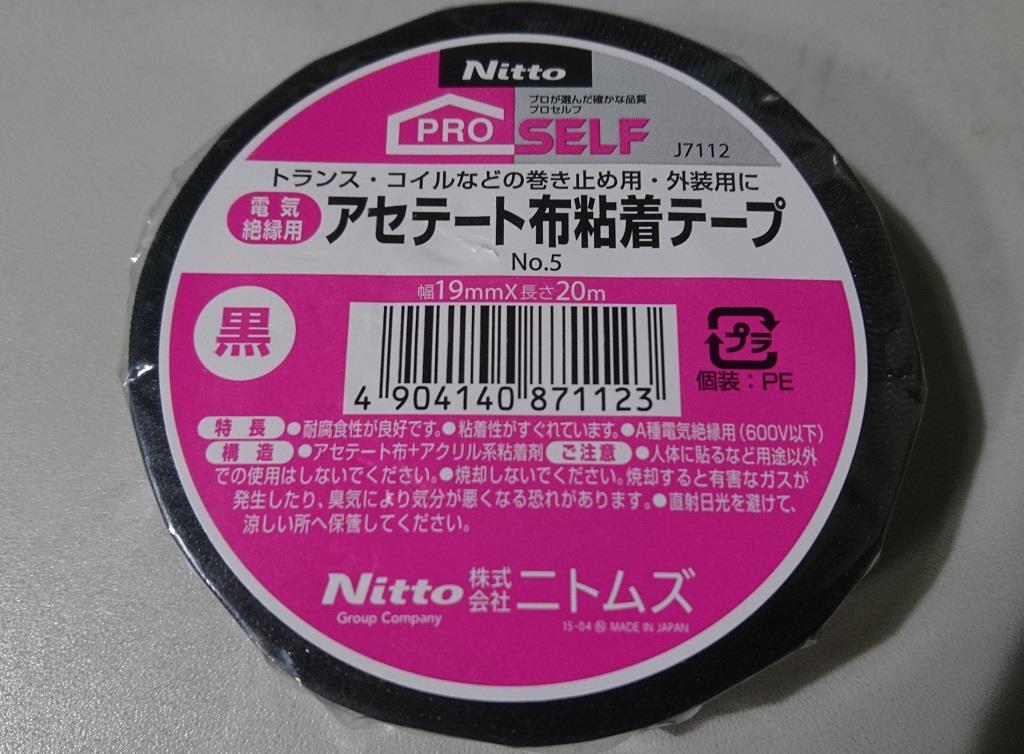 Nitto
プロが選んだ確かな品質
プロセルフ
PRO SELF
J7112
トランス・コイルなどの巻き止め用・外装用に
電気
絶縁用
アセテート布粘着テープ
No.5
幅19mmX長さ20m
黒
プラ
個装：PE
4 904140 871123
特長 ●耐腐食性が良好です。●粘着性がすぐれています。●A種電気絶縁用(600V以下)
構造 ●アセテート布+アクリル系粘着剤 ご注意 ●人体に貼るなど用途以外
での使用はしないでください。●焼却しないでください。焼却すると有害なガスが
発生したり、臭気により気分が悪くなる恐れがあります。●直射日光を避けて、
涼しい所へ保管してください。
Nitto 株式会社 ニトムズ
Group Company
15-04 Ⓝ MADE IN JAPAN